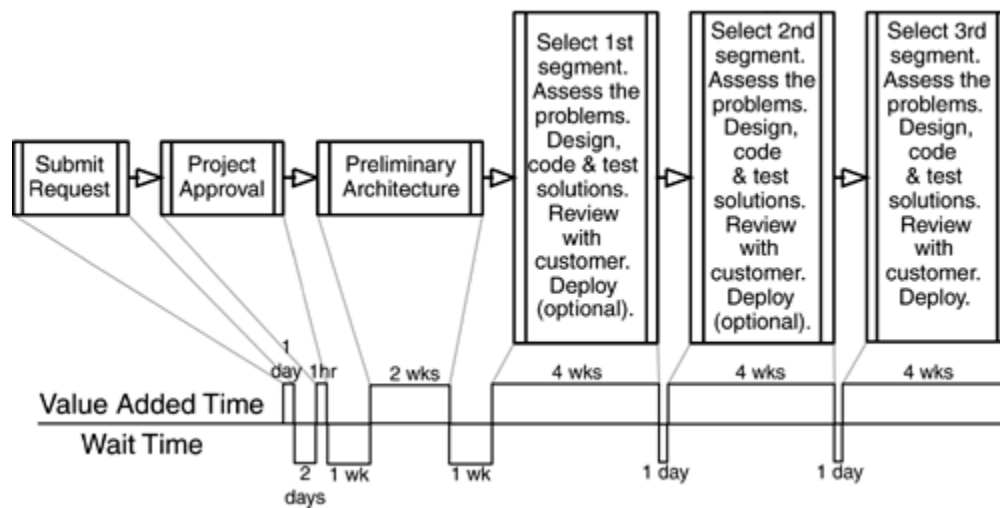 Submit
Request
Project
Approval
Preliminary
Architecture
Select 1st
segment.
Assess the
problems.
Design,
code & test
solutions.
Review
with
customer.
Deploy
(optional).
Select 2nd
segment.
Assess the
problems.
Design,
code
& test
solutions.
Review
with
customer.
Deploy
(optional).
Select 3rd
segment.
Assess the
problems.
Design,
code
& test
solutions.
Review
with
customer.
Deploy.
1
day 1hr
2 wks
4 wks
4 wks
4 wks
Value Added Time
Wait Time
2
days
1 wk
1 wk
1 day
1 day